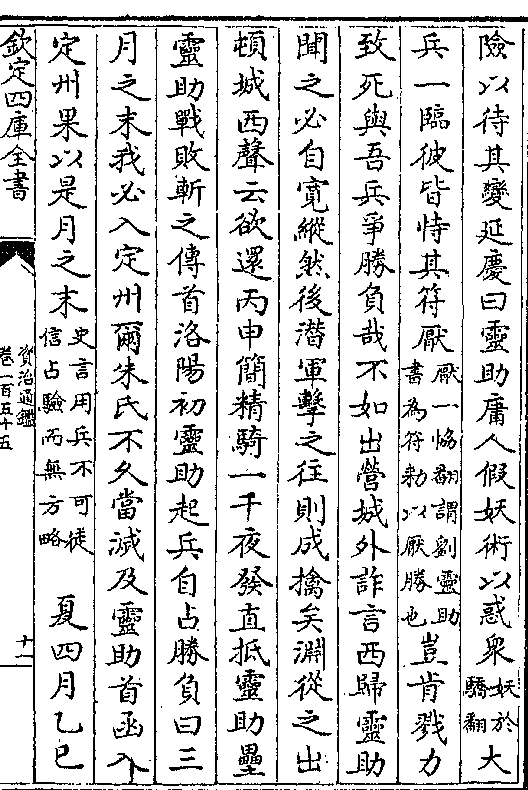 險以待其變延慶曰靈助庸人假妖術以惑衆妖於驕翻大
兵一臨彼皆恃其符厭厭一恊翻謂劉靈助書為符勑以厭勝也豈肯戮力
致死與吾兵爭勝負哉不如出營城外詐言西歸靈助
聞之必自寛縱然後潜軍擊之往則成擒矣淵從之出
頓城西聲云欲還丙申簡精騎一千夜發直抵靈助壘
靈助戰敗斬之傳首洛陽初靈助起兵自占勝負曰三
月之末我必入定州爾朱氏不久當滅及靈助首函入
定州果以是月之末史言用兵不可徒信占驗而無方略夏四月乙巳
欽定四庫全書
資治通鑑
卷一百五十五
十一